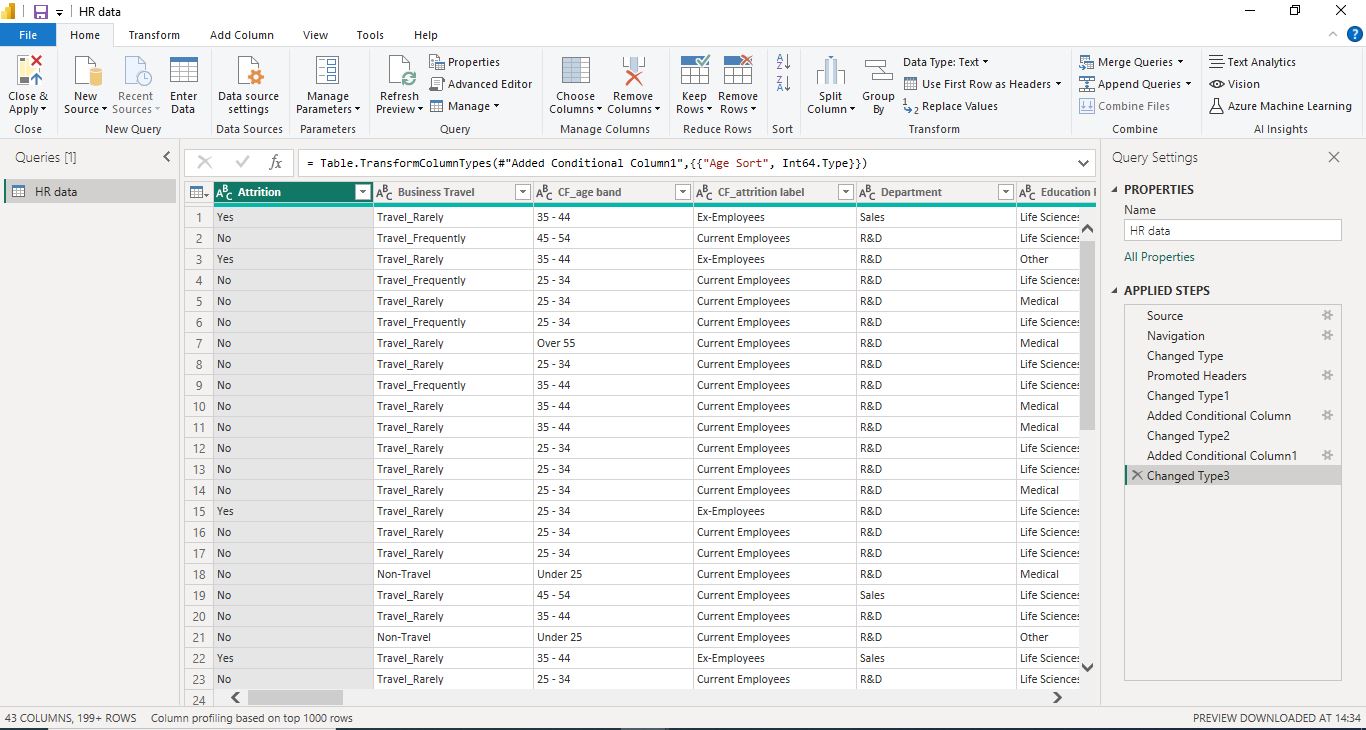 HR data
File Home Transform Add Column View Tools Help
Close & Apply New Source Recent Sources Enter Data Data source settings Manage Parameters Refresh Preview Properties Advanced Editor Manage Choose Columns Remove Columns Keep Rows Remove Rows Split Column Group By Data Type: Text Use First Row as Headers Replace Values Merge Queries Append Queries Combine Files Text Analytics Vision Azure Machine Learning
Close New Query Data Sources Parameters Query Manage Columns Reduce Rows Sort Transform Combine AI Insights
Queries [1]
HR data
= Table.TransformColumnTypes(#"Added Conditional Column1",{{"Age Sort", Int64.Type}})
Attrition Business Travel CF_age band CF_attrition label Department Education
1 Yes Travel_Rarely 35 - 44 Ex-Employees Sales Life Sciences
2 No Travel_Frequently 45 - 54 Current Employees R&D Life Sciences
3 Yes Travel_Rarely 35 - 44 Ex-Employees R&D Other
4 No Travel_Frequently 25 - 34 Current Employees R&D Life Sciences
5 No Travel_Rarely 25 - 34 Current Employees R&D Medical
6 No Travel_Frequently 25 - 34 Current Employees R&D Life Sciences
7 No Travel_Rarely Over 55 Current Employees R&D Medical
8 No Travel_Rarely 25 - 34 Current Employees R&D Life Sciences
9 No Travel_Frequently 35 - 44 Current Employees R&D Life Sciences
10 No Travel_Rarely 35 - 44 Current Employees R&D Medical
11 No Travel_Rarely 35 - 44 Current Employees R&D Medical
12 No Travel_Rarely 25 - 34 Current Employees R&D Life Sciences
13 No Travel_Rarely 25 - 34 Current Employees R&D Life Sciences
14 No Travel_Rarely 25 - 34 Current Employees R&D Medical
15 Yes Travel_Rarely 25 - 34 Ex-Employees R&D Life Sciences
16 No Travel_Rarely 25 - 34 Current Employees R&D Life Sciences
17 No Travel_Rarely 25 - 34 Current Employees R&D Life Sciences
18 No Non-Travel Under 25 Current Employees R&D Medical
19 No Travel_Rarely 45 - 54 Current Employees Sales Life Sciences
20 No Travel_Rarely 35 - 44 Current Employees R&D Life Sciences
21 No Non-Travel Under 25 Current Employees R&D Other
22 Yes Travel_Rarely 35 - 44 Ex-Employees Sales Life Sciences
23 No Travel_Rarely 25 - 34 Current Employees R&D Life Sciences
24
Query Settings
PROPERTIES
Name
HR data
All Properties
APPLIED STEPS
Source
Navigation
Changed Type
Promoted Headers
Changed Type1
Added Conditional Column
Changed Type2
Added Conditional Column1
Changed Type3
43 COLUMNS, 199+ ROWS Column profiling based on top 1000 rows PREVIEW DOWNLOADED AT 14:34